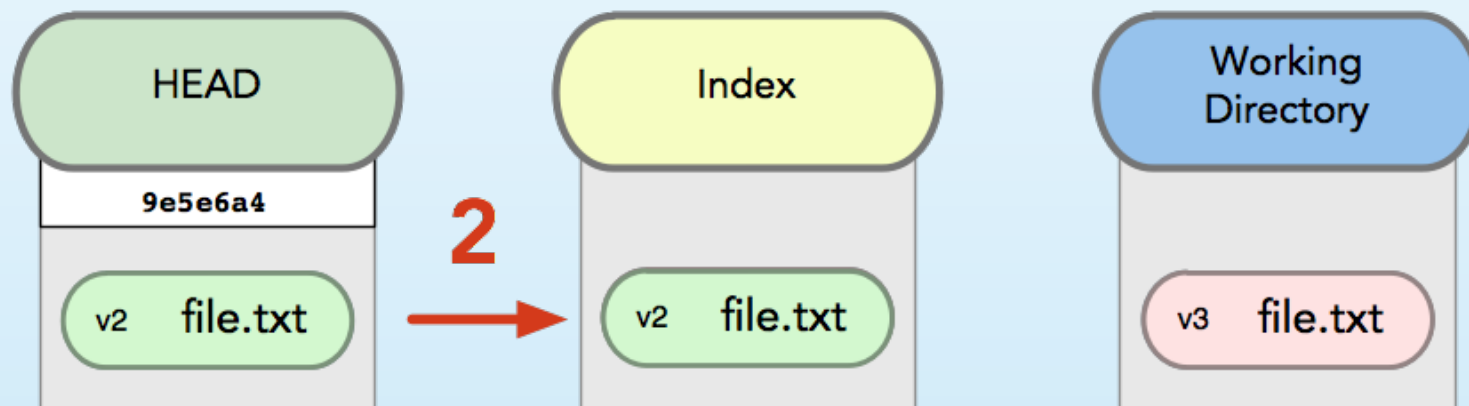 HEAD
Index
Working
Directory
9e5e6a4
2
v2 file.txt
v2 file.txt
v3 file.txt